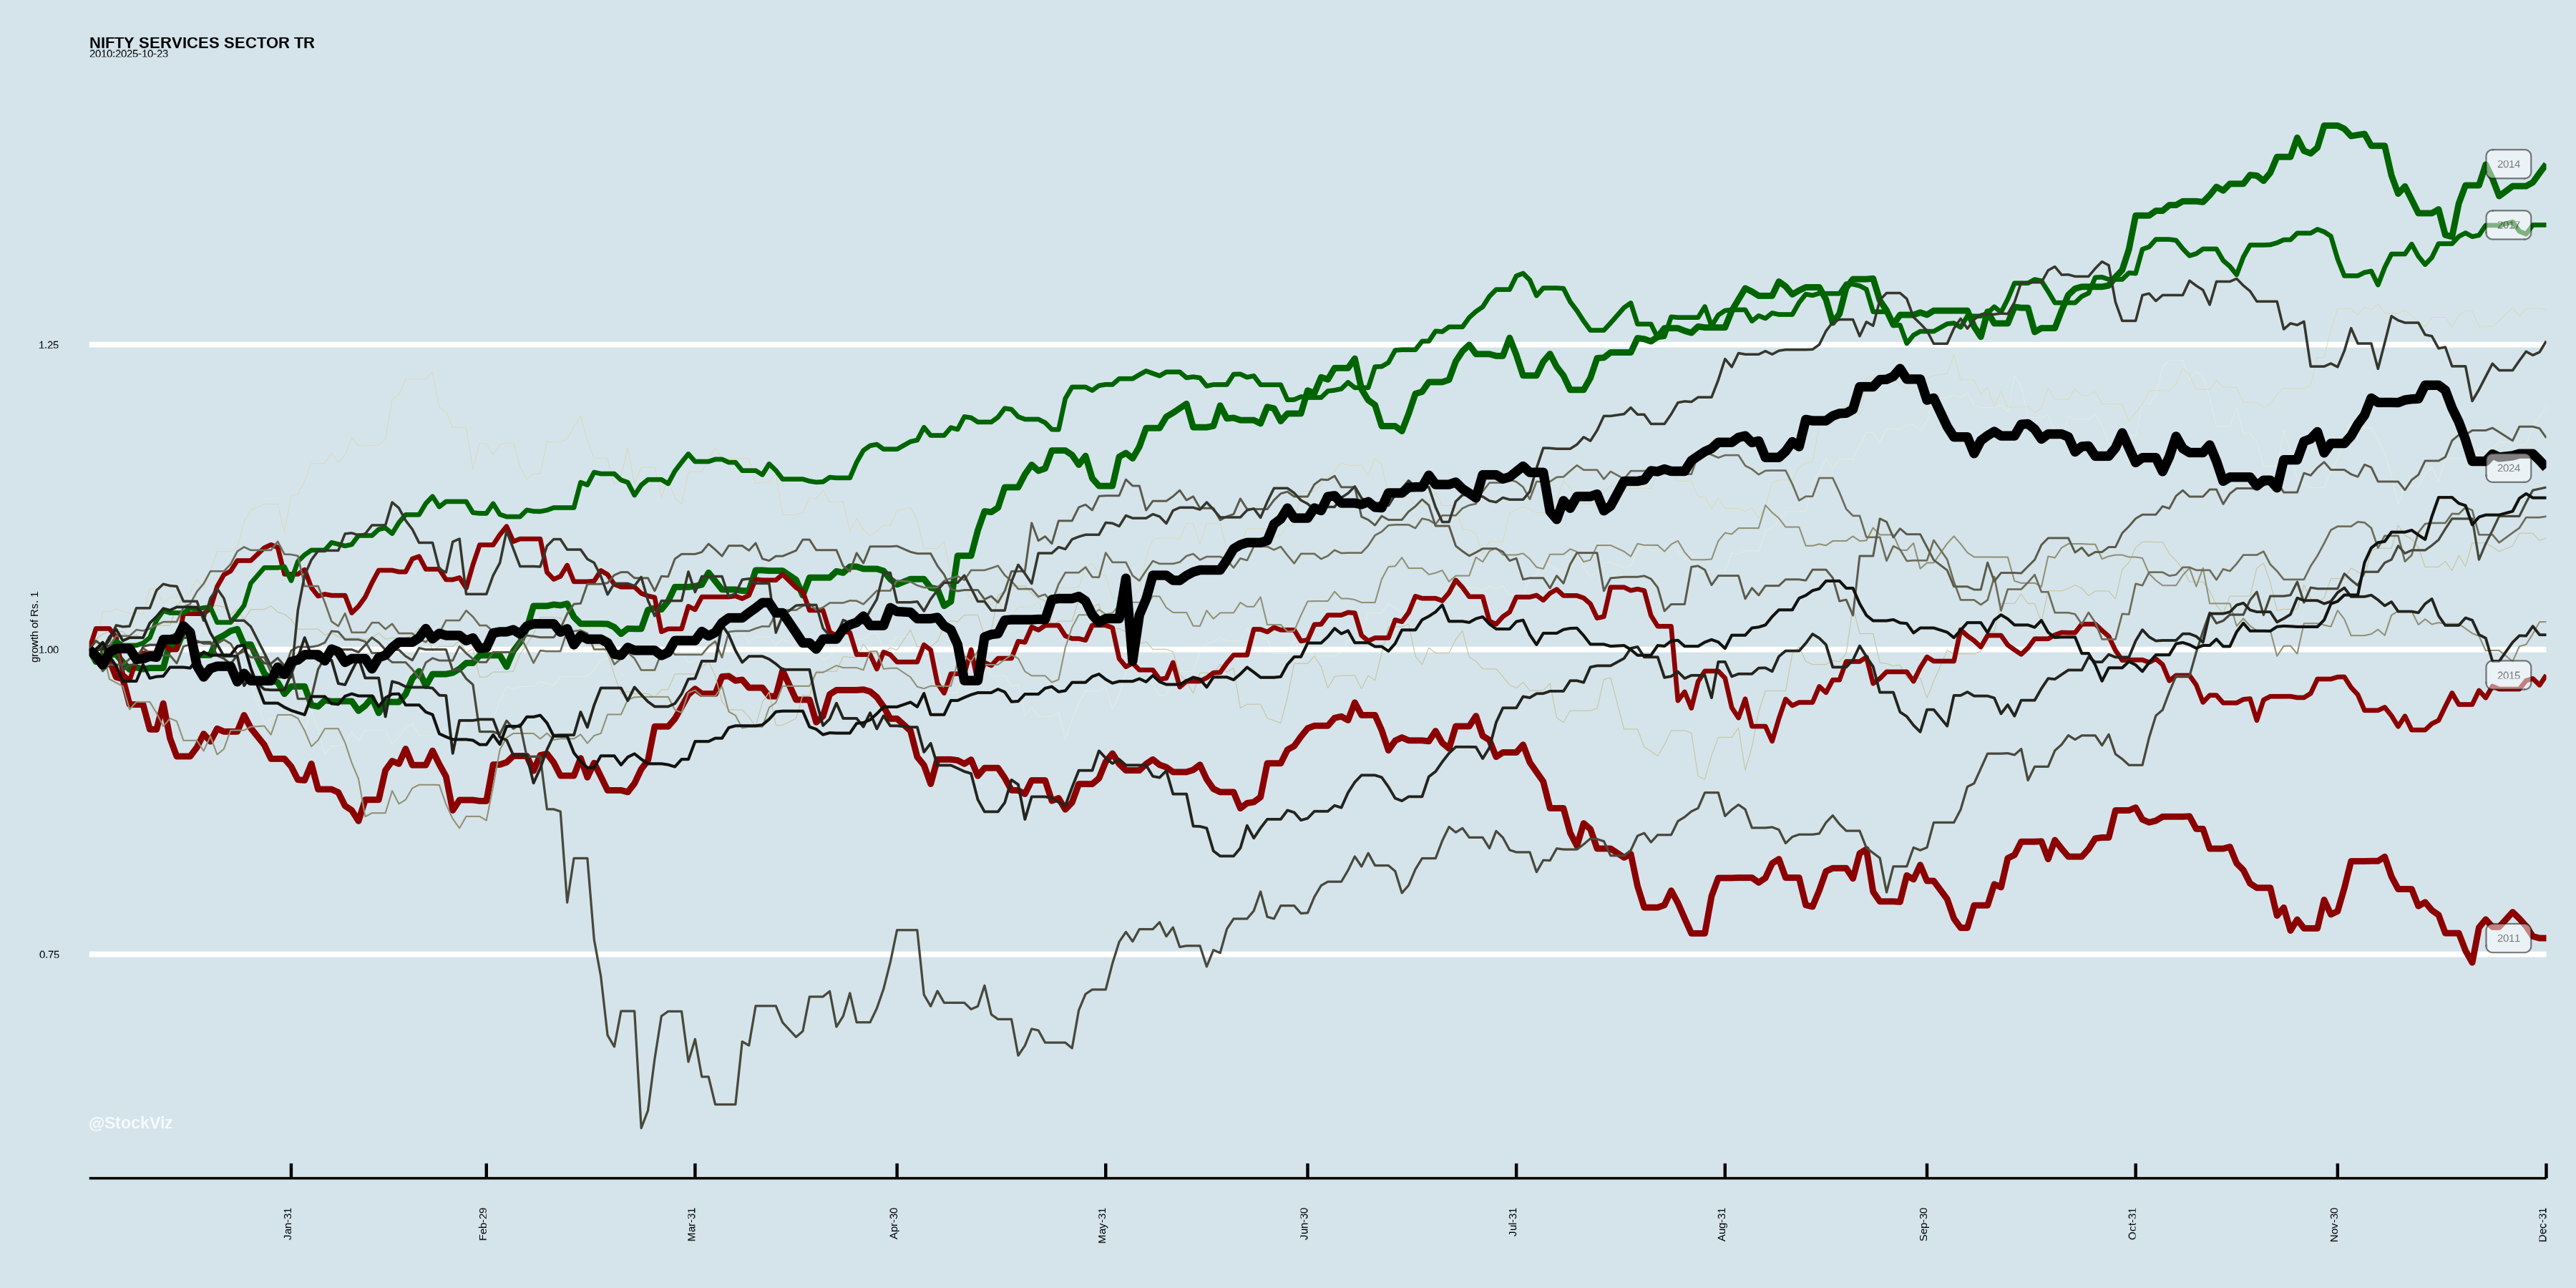 NIFTY SERVICES SECTOR TR
2010:2025-10-23
2014
2017
1.25
2024
growth of Rs. 1
1.00
2015
2011
0.75
@StockViz
Jan-31
Feb-29
Mar-31
Apr-30
May-31
Jun-30
Jul-31
Aug-31
Sep-30
Oct-31
Nov-30
Dec-31